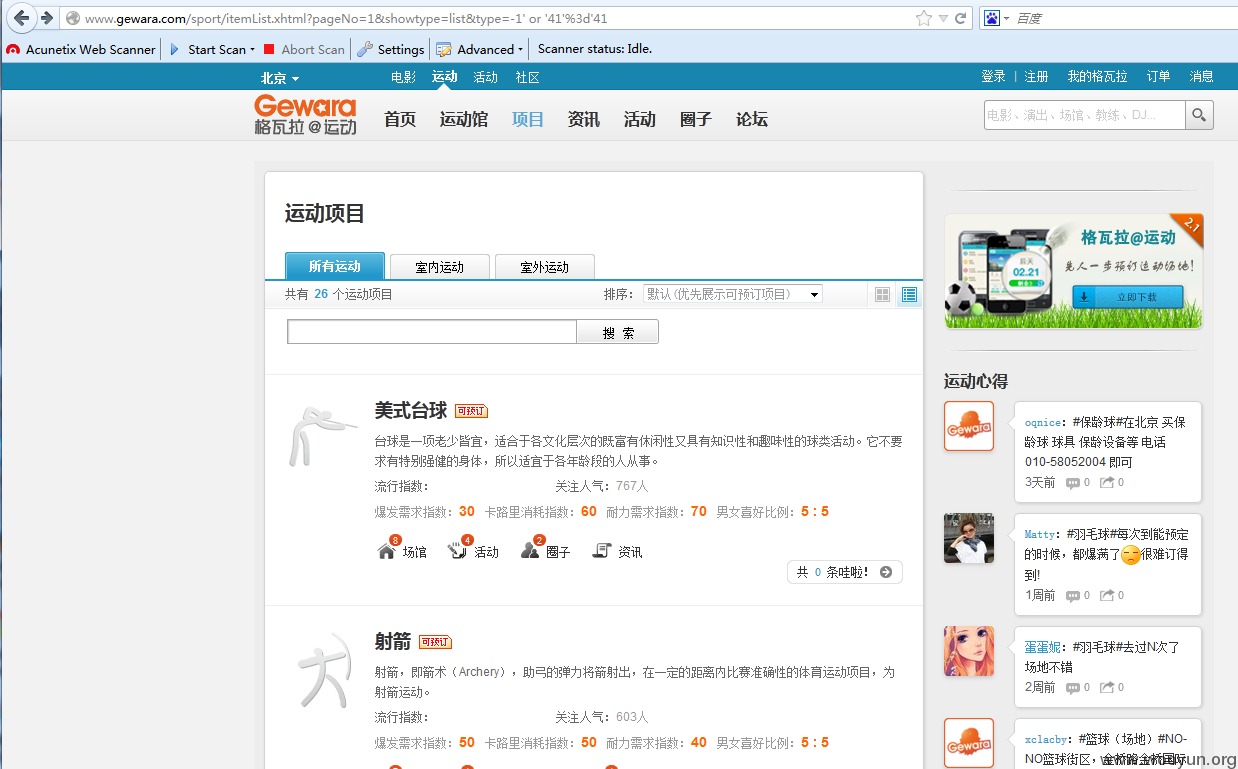 www.gewara.com/sport/itemList.xhtml?pageNo=1&showtype=list&type=-1' or '41'%3d'41
百度
Acunetix Web Scanner
Start Scan
Abort Scan
Settings
Advanced
Scanner status: Idle.
北京
电影 运动 活动 社区
登录 | 注册 我的格瓦拉 订单 消息
Gewara
格瓦拉@运动
首页 运动馆 项目 资讯 活动 圈子 论坛
电影、演出、场馆、教练、DJ...
运动项目
所有运动 室内运动 室外运动
共有 26 个运动项目
排序： 默认(优先展示可预订项目)
搜 索
美式台球 可预订
台球是一项老少皆宜，适合于各文化层次的既富有休闲性又具有知识性和趣味性的球类活动。它不要
求有特别强健的身体，所以适宜于各年龄段的人从事。
流行指数： 关注人气：767人
爆发需求指数：30 卡路里消耗指数：60 耐力需求指数：70 男女喜好比例：5：5
8 场馆 4 活动 2 圈子 资讯
共 0 条哇啦！
射箭 可预订
射箭，即箭术（Archery），助弓的弹力将箭射出，在一定的距离内比赛准确性的体育运动项目，为
射箭运动。
流行指数： 关注人气：603人
爆发需求指数：50 卡路里消耗指数：50 耐力需求指数：40 男女喜好比例：5：5
2.1
格瓦拉@运动
先人一步预订运动场地！
02.21
立即下载
运动心得
Gewara
oqnice：#保龄球#在北京 买保
龄球 球具 保龄设备等 电话
010-58052004 即可
3天前 0 0
Matty：#羽毛球#每次到能预定
的时候，都爆满了很难订得
到!
1周前 0 0
蛋蛋妮：#羽毛球#去过N次了
场地不错
2周前 0 0
Gewara
xclacby：#篮球（场地）#NO-
NO篮球街区，金桥路金桥国际
www.wooyun.org